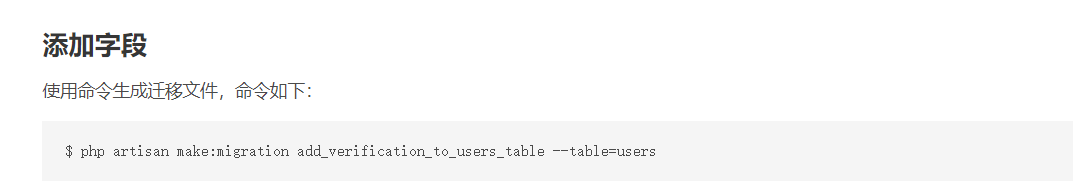 添加字段
使用命令生成迁移文件，命令如下：
$ php artisan make:migration add_verification_to_users_table --table=users